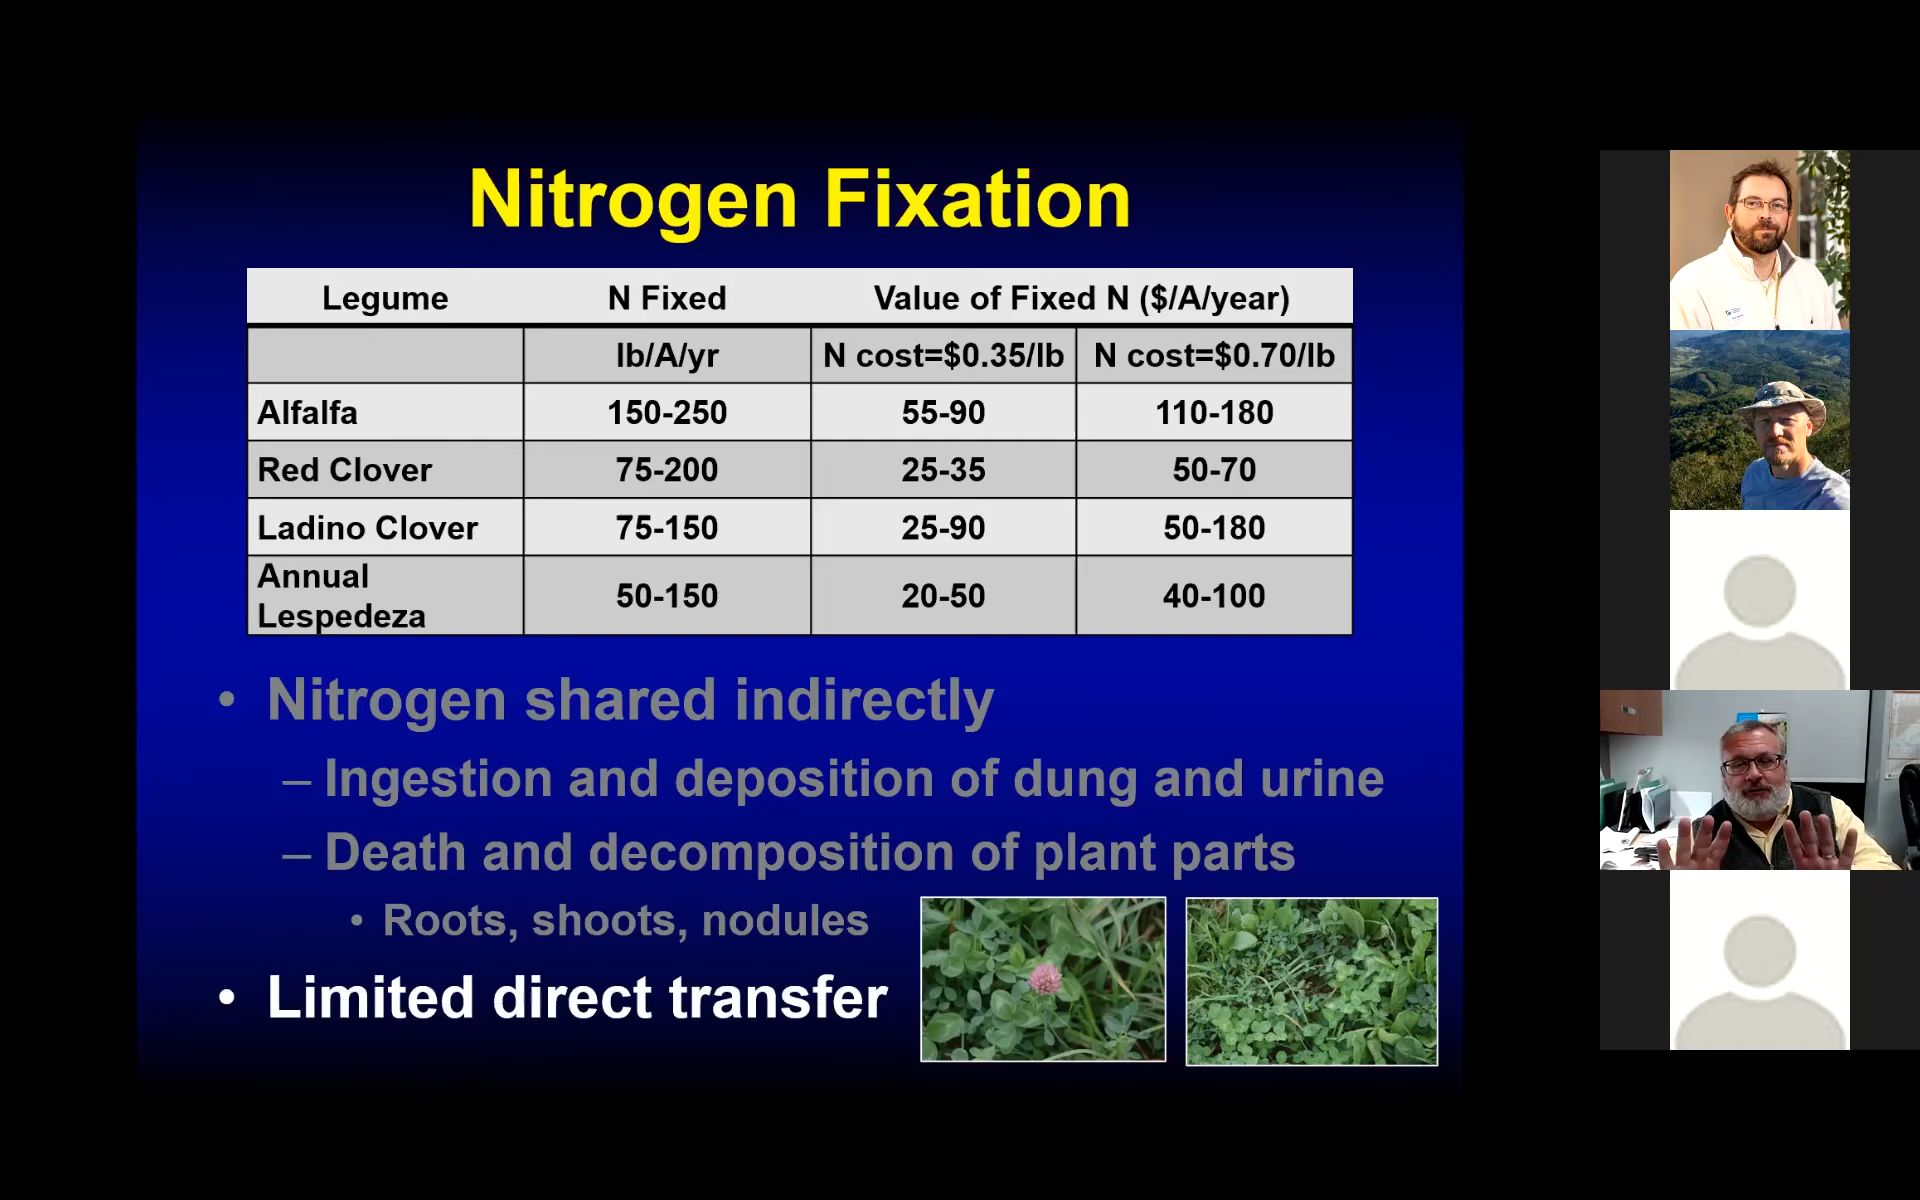 Nitrogen Fixation
Legume N Fixed Value of Fixed N ($/A/year)
lb/A/yr N cost=$0.35/lb N cost=$0.70/lb
Alfalfa 150-250 55-90 110-180
Red Clover 75-200 25-35 50-70
Ladino Clover 75-150 25-90 50-180
Annual
Lespedeza 50-150 20-50 40-100
• Nitrogen shared indirectly
– Ingestion and deposition of dung and urine
– Death and decomposition of plant parts
• Roots, shoots, nodules
• Limited direct transfer